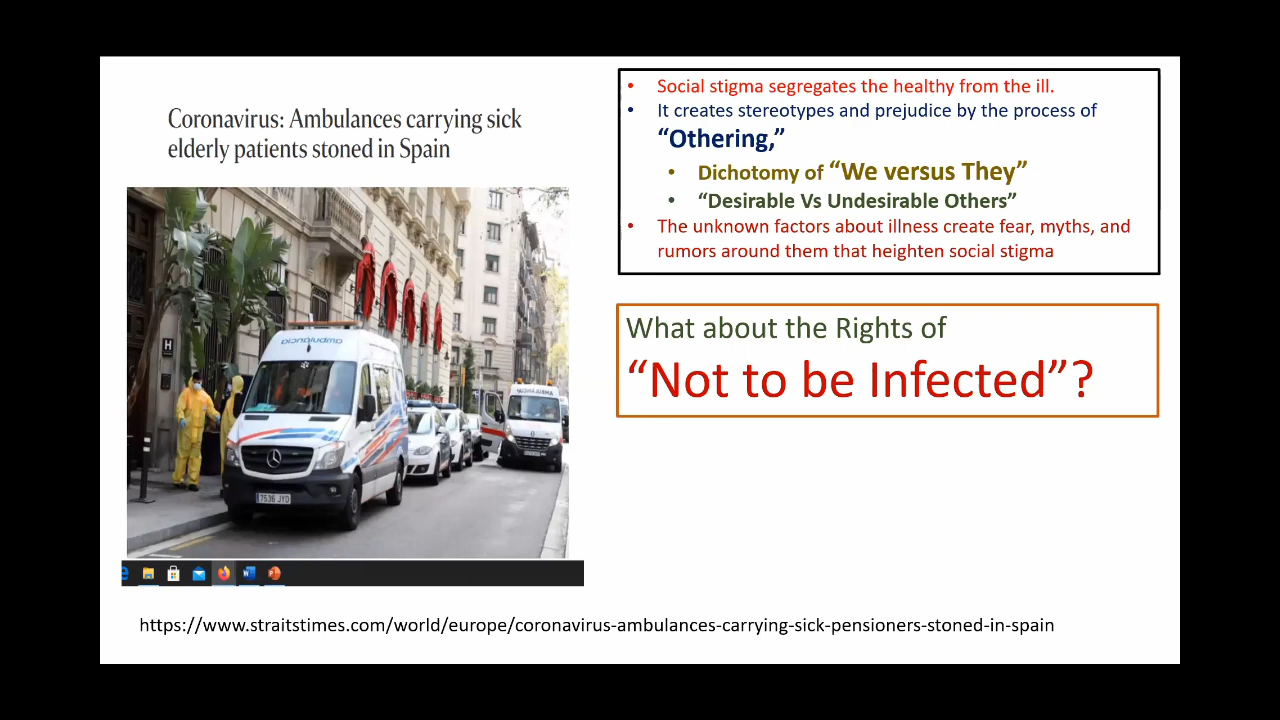 Coronavirus: Ambulances carrying sick
elderly patients stoned in Spain
• Social stigma segregates the healthy from the ill.
• It creates stereotypes and prejudice by the process of
“Othering,”
• Dichotomy of “We versus They”
• “Desirable Vs Undesirable Others”
• The unknown factors about illness create fear, myths, and
rumors around them that heighten social stigma
What about the Rights of
“Not to be Infected”?
H
7536 JYD
https://www.straitstimes.com/world/europe/coronavirus-ambulances-carrying-sick-pensioners-stoned-in-spain